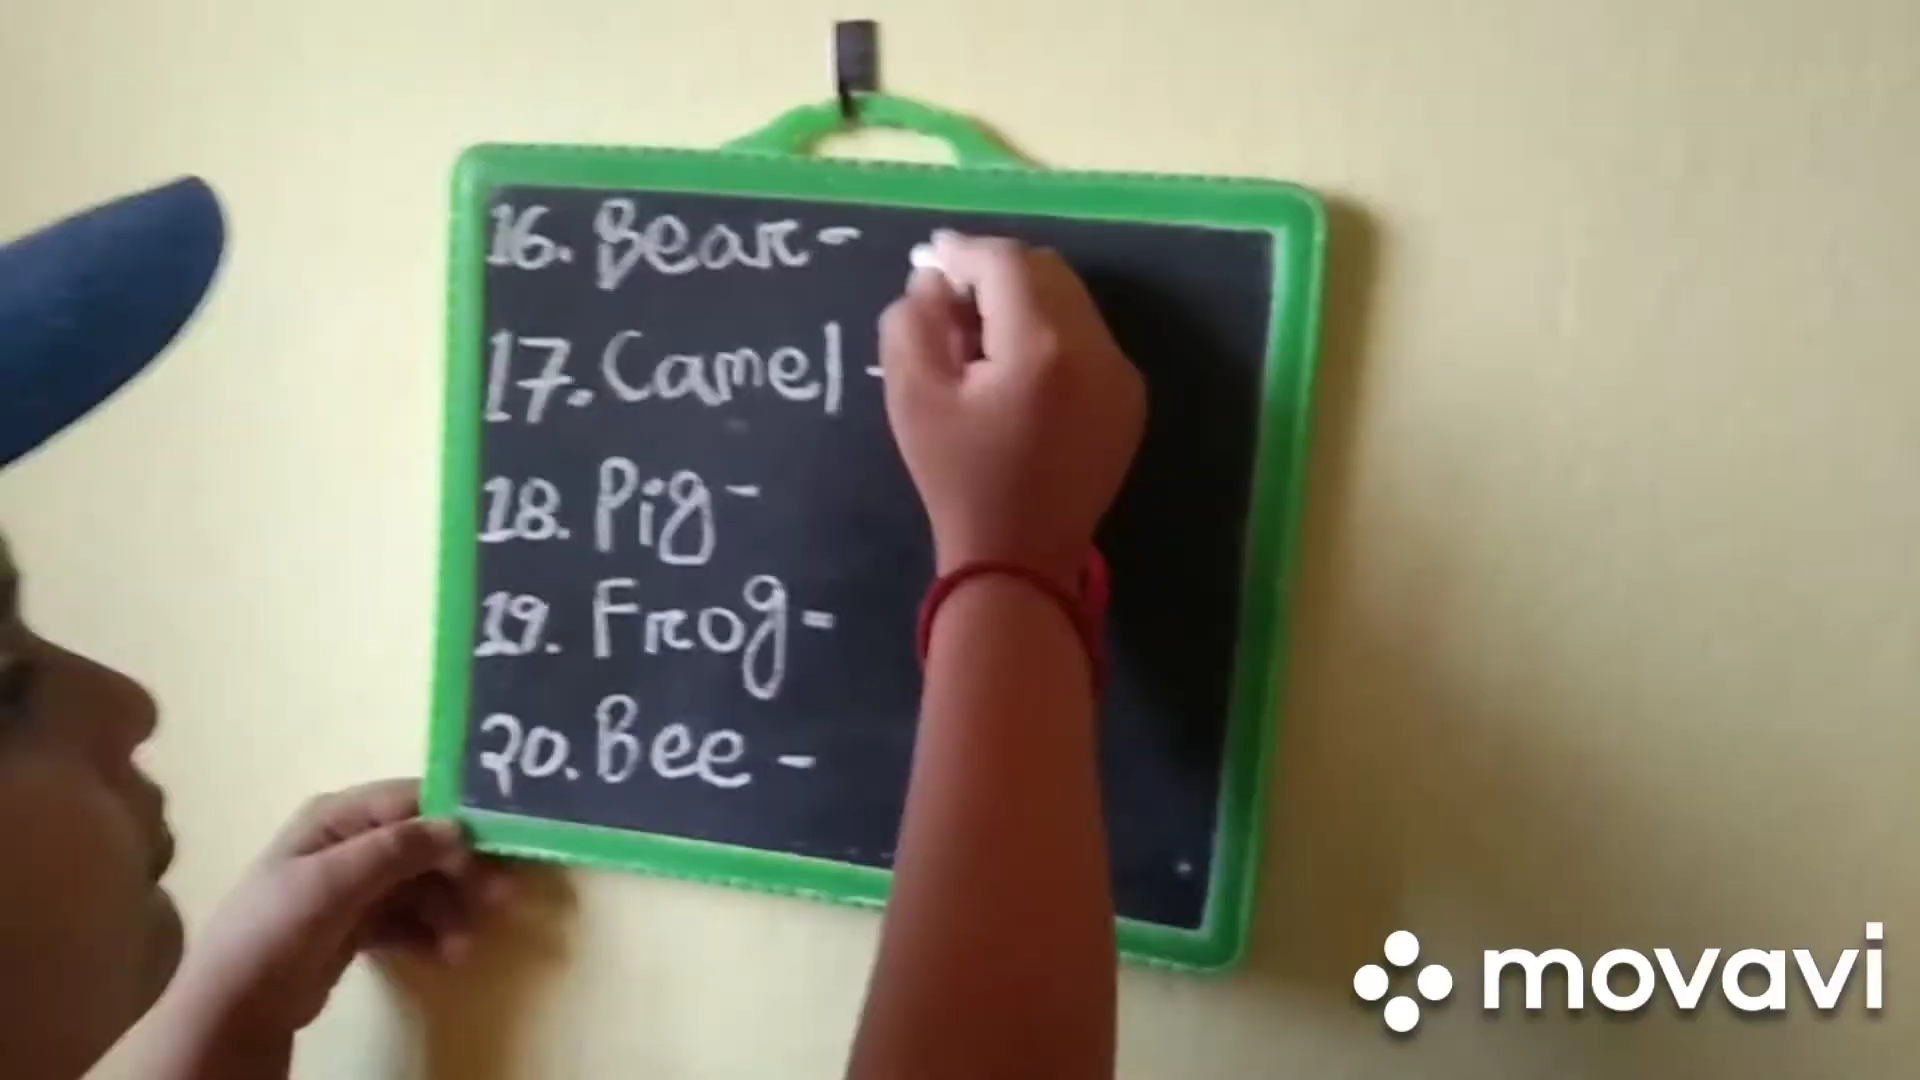 16. Bear-
17. Camel -
18. Pig -
19. Frog-
20. Bee -
movavi